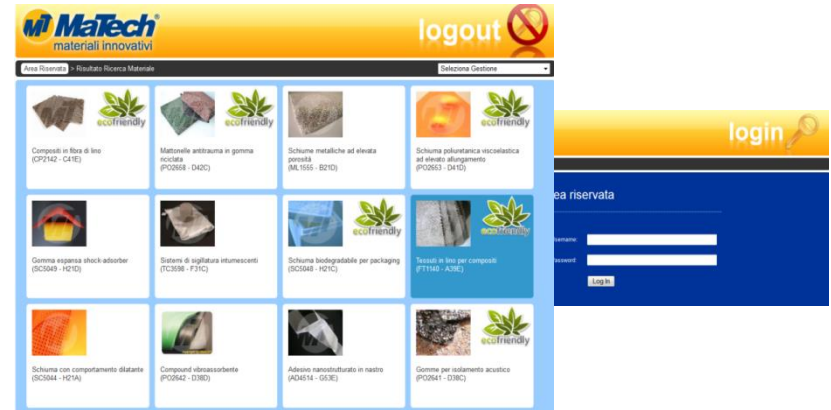 MT MaTech®
materiali innovativi
logout
Area Riservata > Risultato Ricerca Materiale
Seleziona Gestione
ecofriendly
Compositi in fibra di lino
(CP2142 - C41E)
ecofriendly
Mattonelle antitrauma in gomma
riciclata
(PO2658 - D42C)
Schiume metalliche ad elevata
porosità
(ML1555 - B21D)
ecofriendly
Schiuma poliuretanica viscoelastica
ad elevato allungamento
(PO2653 - D41D)
Gomma espansa shock-adsorber
(SC5049 - H21D)
Sistemi di sigillatura intumescenti
(TC3598 - F31C)
ecofriendly
Schiuma biodegradabile per packaging
(SC5048 - H21C)
ecofriendly
Tessuti in lino per compositi
(FT1140 - A39E)
Schiuma con comportamento dilatante
(SC5044 - H21A)
Compound vibroassorbente
(PO2642 - D38D)
Adesivo nanostrutturato in nastro
(AD4514 - G53E)
ecofriendly
Gomme per isolamento acustico
(PO2641 - D38C)
login
ea riservata
Username:
Password
Log In